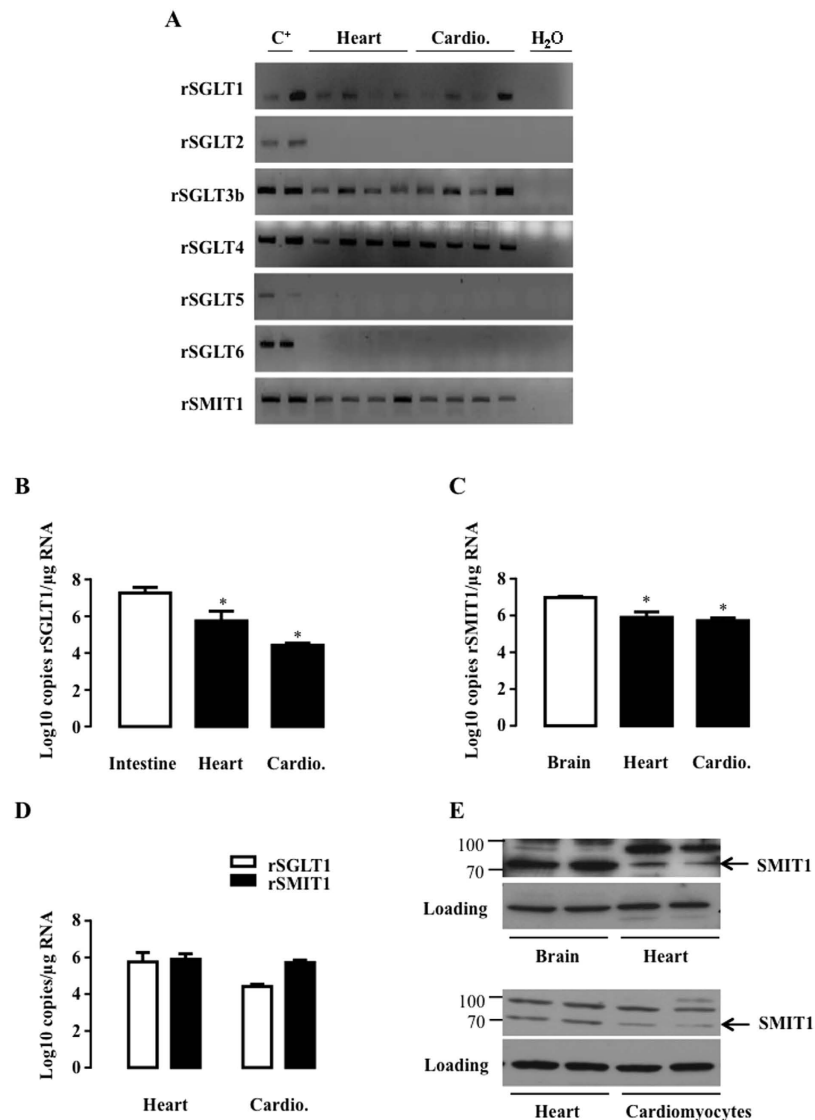 A
C+ Heart Cardio. H2O
rSGLT1
rSGLT2
rSGLT3b
rSGLT4
rSGLT5
rSGLT6
rSMIT1
B
Log10 copies rSGLT1/µg RNA
8
6
4
2
0
* *
Intestine Heart Cardio.
C
Log10 copies rSMIT1/µg RNA
8
6
4
2
0
* *
Brain Heart Cardio.
D
rSGLT1
rSMIT1
Log10 copies/µg RNA
8
6
4
2
0
Heart Cardio.
E
100
70
SMIT1
Loading
Brain Heart
100
70
SMIT1
Loading
Heart Cardiomyocytes